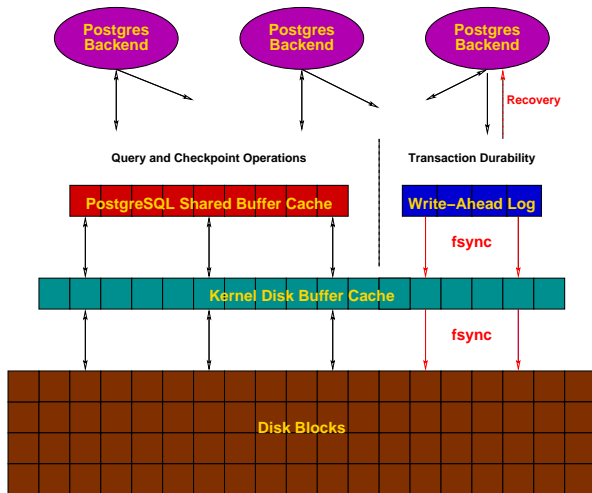 Postgres
Backend
Postgres
Backend
Postgres
Backend
Recovery
Query and Checkpoint Operations
Transaction Durability
PostgreSQL Shared Buffer Cache
Write−Ahead Log
fsync
Kernel Disk Buffer Cache
fsync
Disk Blocks